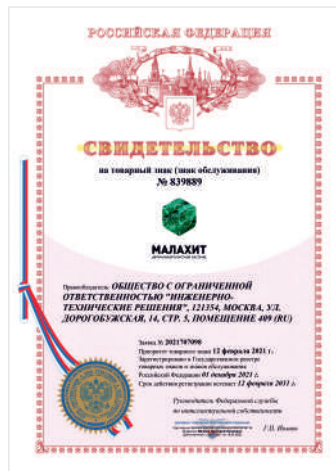 РОССИЙСКАЯ ФЕДЕРАЦИЯ
СВИДЕТЕЛЬСТВО
на товарный знак (знак обслуживания)
№ 839889
МАЛАХИТ
Правообладатель: ОБЩЕСТВО С ОГРАНИЧЕННОЙ
ОТВЕТСТВЕННОСТЬЮ "ИНЖЕНЕРНО-
ТЕХНИЧЕСКИЕ РЕШЕНИЯ", 121354, МОСКВА, УЛ.
ДОРОГОБУЖСКАЯ, 14, СТР. 5, ПОМЕЩЕНИЕ 409 (RU)
Заявка № 2021707090
Приоритет товарного знака 12 февраля 2021 г.
Зарегистрировано в Государственном реестре
товарных знаков и знаков обслуживания
Российской Федерации 01 декабря 2021 г.
Срок действия регистрации истекает 12 февраля 2031 г.
Руководитель Федеральной службы
по интеллектуальной собственности
Г.П. Ивлиев